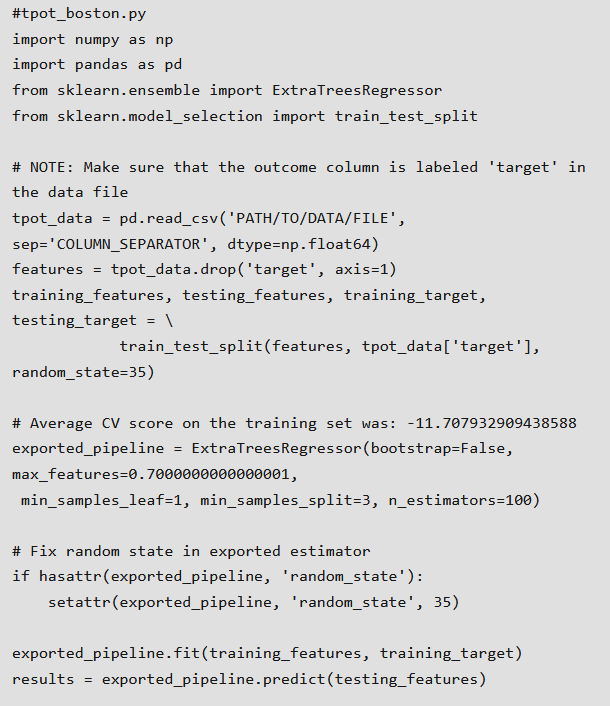 #tpot_boston.py
import numpy as np
import pandas as pd
from sklearn.ensemble import ExtraTreesRegressor
from sklearn.model_selection import train_test_split

# NOTE: Make sure that the outcome column is labeled 'target' in
the data file
tpot_data = pd.read_csv('PATH/TO/DATA/FILE',
sep='COLUMN_SEPARATOR', dtype=np.float64)
features = tpot_data.drop('target', axis=1)
training_features, testing_features, training_target,
testing_target = \
            train_test_split(features, tpot_data['target'],
random_state=35)

# Average CV score on the training set was: -11.707932909438588
exported_pipeline = ExtraTreesRegressor(bootstrap=False,
max_features=0.7000000000000001,
 min_samples_leaf=1, min_samples_split=3, n_estimators=100)

# Fix random state in exported estimator
if hasattr(exported_pipeline, 'random_state'):
    setattr(exported_pipeline, 'random_state', 35)

exported_pipeline.fit(training_features, training_target)
results = exported_pipeline.predict(testing_features)